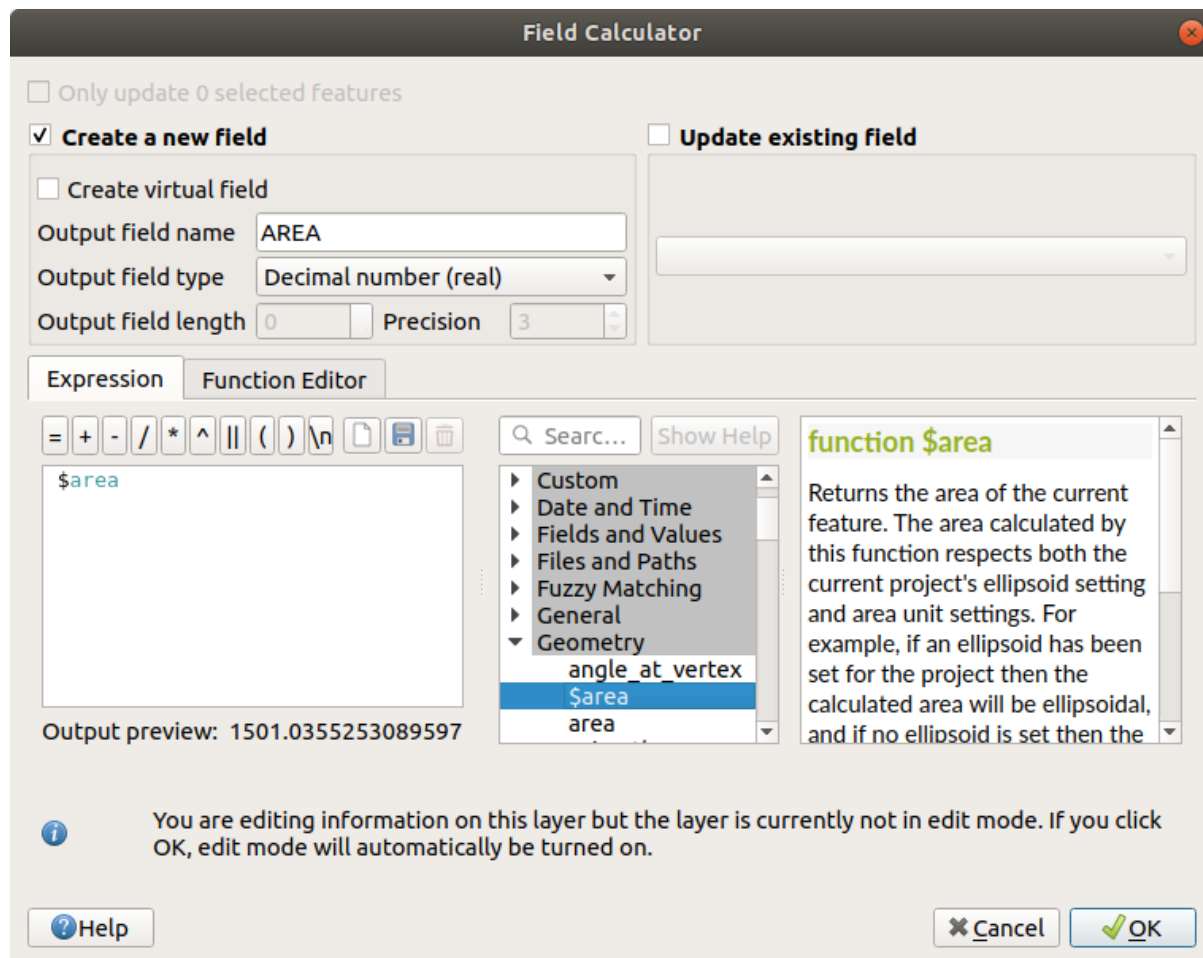 Field Calculator
Only update 0 selected features
Create a new field
Update existing field
Create virtual field
Output field name AREA
Output field type Decimal number (real)
Output field length 0 Precision 3
Expression Function Editor
= + - / * ^ || ( ) \n
Searc... Show Help
$area
Output preview: 1501.0355253089597
Custom
Date and Time
Fields and Values
Files and Paths
Fuzzy Matching
General
Geometry
angle_at_vertex
$area
area
function $area
Returns the area of the current
feature. The area calculated by
this function respects both the
current project's ellipsoid setting
and area unit settings. For
example, if an ellipsoid has been
set for the project then the
calculated area will be ellipsoidal,
and if no ellipsoid is set then the
You are editing information on this layer but the layer is currently not in edit mode. If you click
OK, edit mode will automatically be turned on.
Help
Cancel
OK